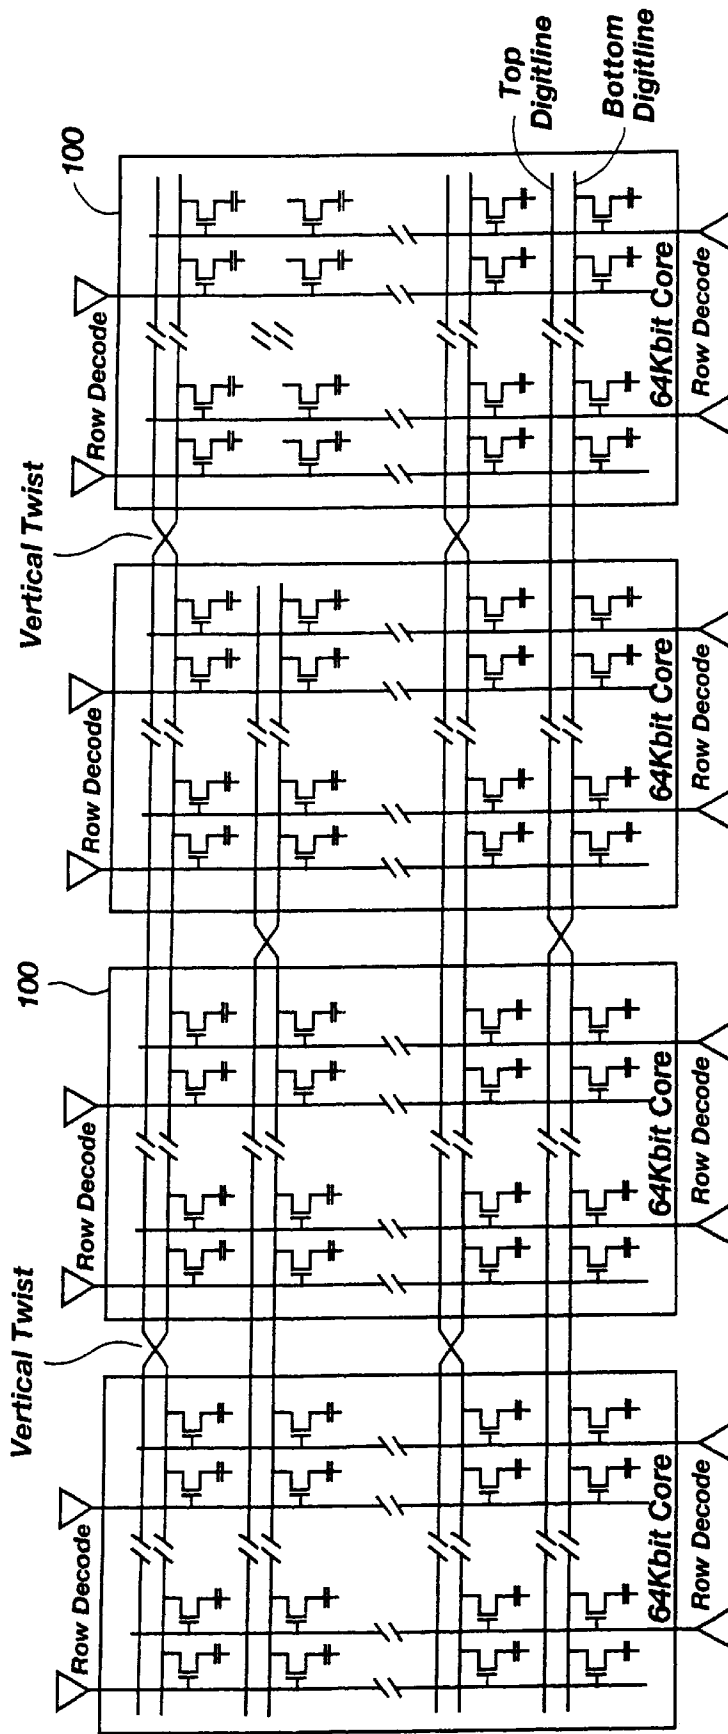 Vertical Twist
Vertical Twist
100
100
Row Decode
Row Decode
Row Decode
Row Decode
Top
Digitline
Bottom
Digitline
64Kbit Core
64Kbit Core
64Kbit Core
64Kbit Core
Row Decode
Row Decode
Row Decode
Row Decode